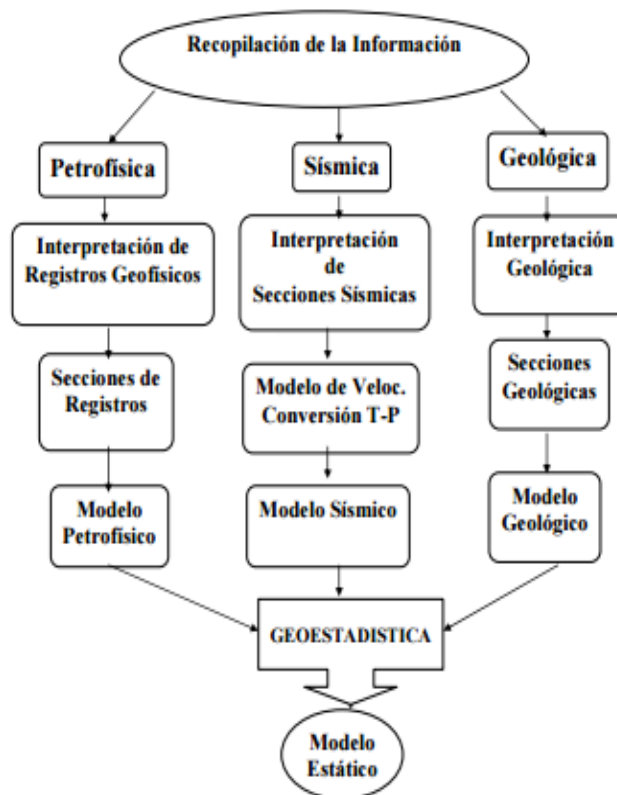 Recopilación de la Información
Petrofísica
Sísmica
Geológica
Interpretación de
Registros Geofísicos
Interpretación
de
Secciones Sísmicas
Interpretación
Geológica
Secciones de
Registros
Modelo de Veloc.
Conversión T-P
Secciones
Geológicas
Modelo
Petrofísico
Modelo Sísmico
Modelo
Geológico
GEOESTADISTICA
Modelo
Estático